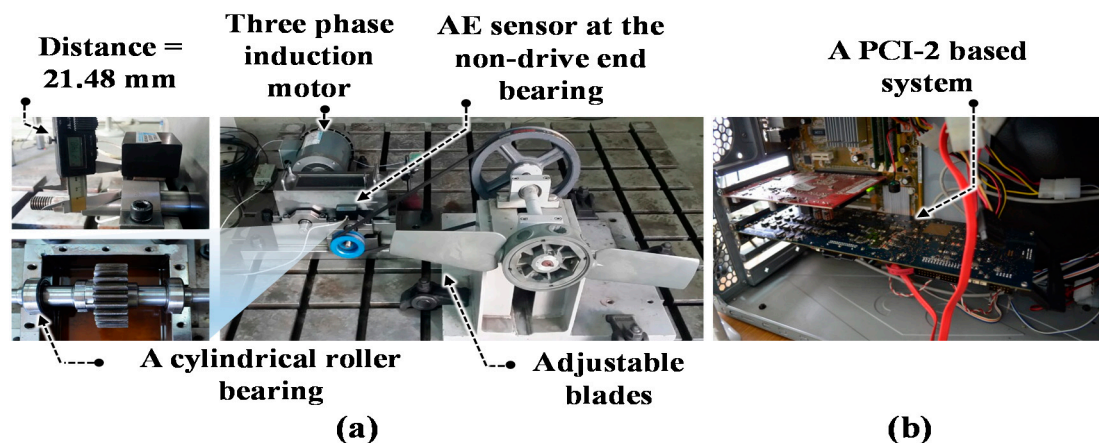 Distance =
21.48 mm
Three phase
induction
motor
AE sensor at the
non-drive end
bearing
A PCI-2 based
system
A cylindrical roller
bearing
Adjustable
blades
(a)
(b)